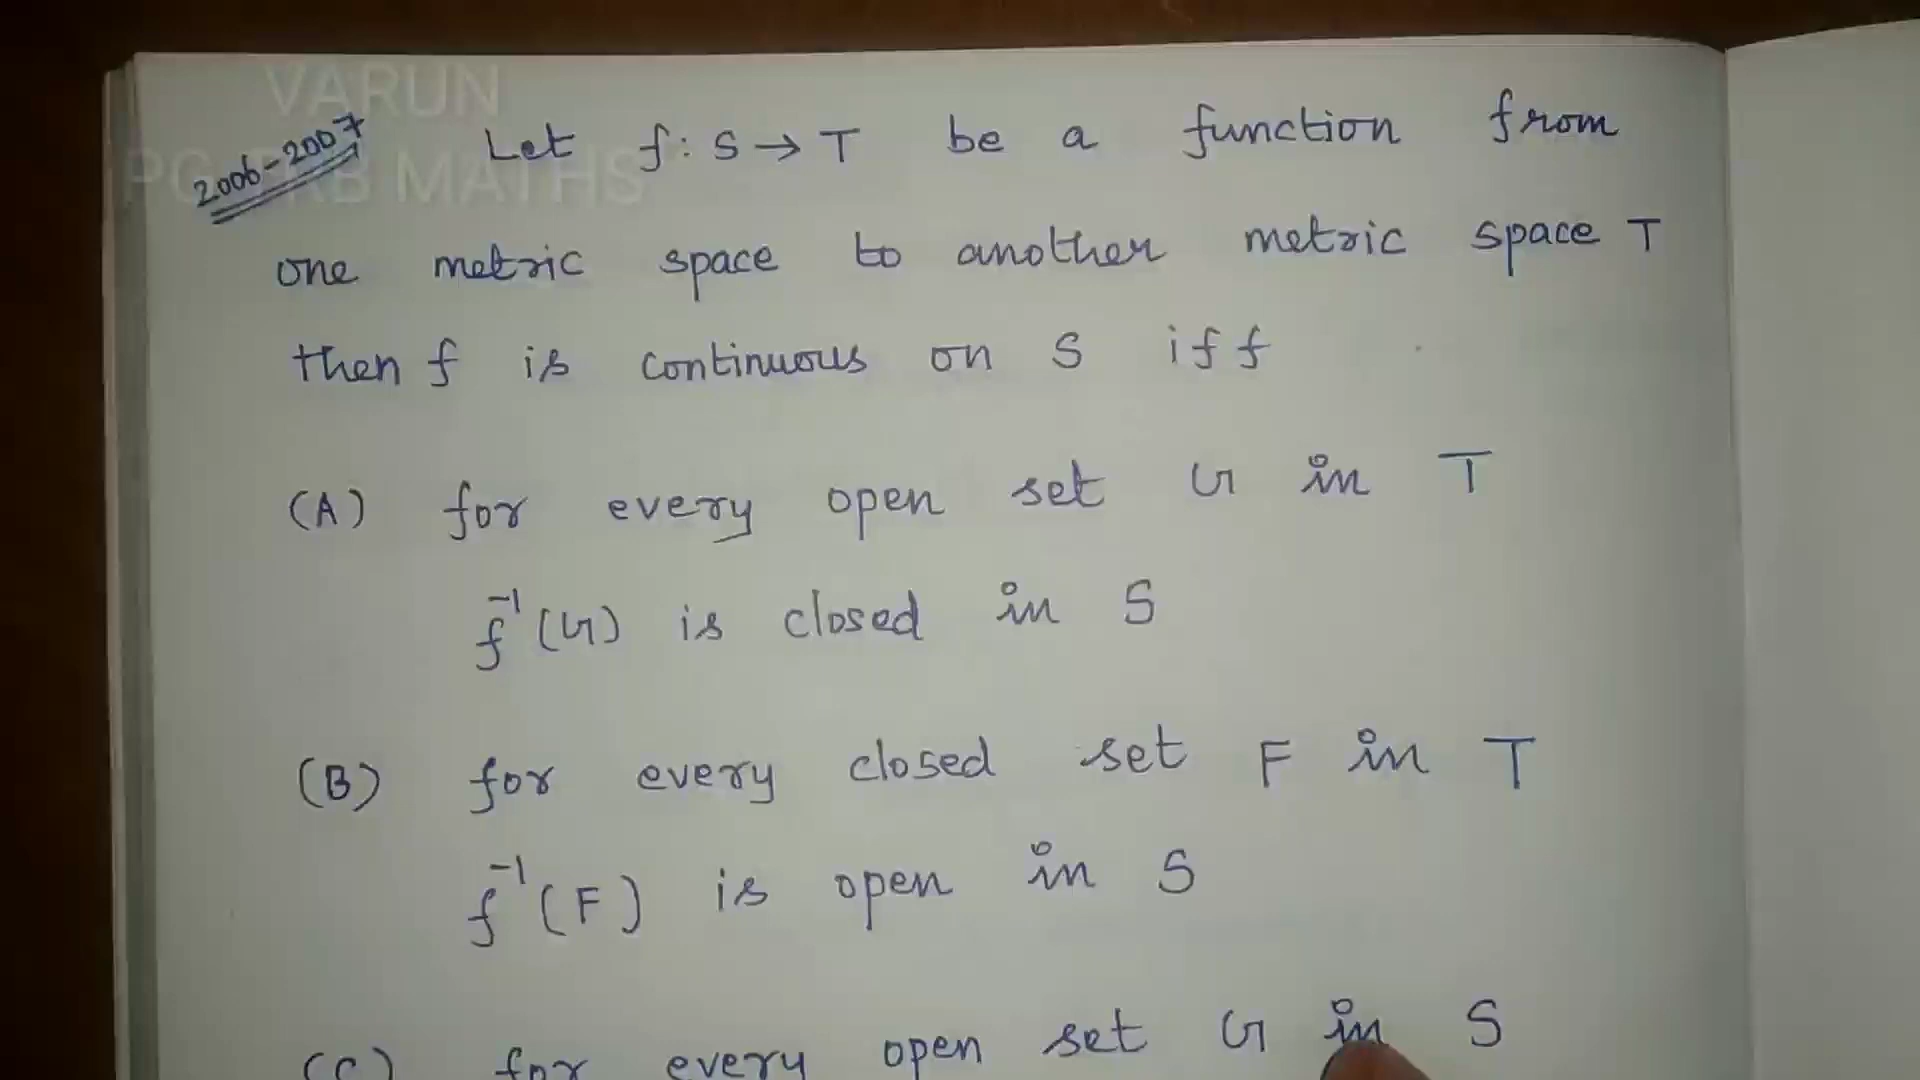 VARUN
PG TRB MATHS
2006-2007
Let f: S → T be a function from
one metric space to another metric space T
then f is continuous on S iff
(A) for every open set G in T
f⁻¹(G) is closed in S
(B) for every closed set F in T
f⁻¹(F) is open in S
(C) for every open set G in S